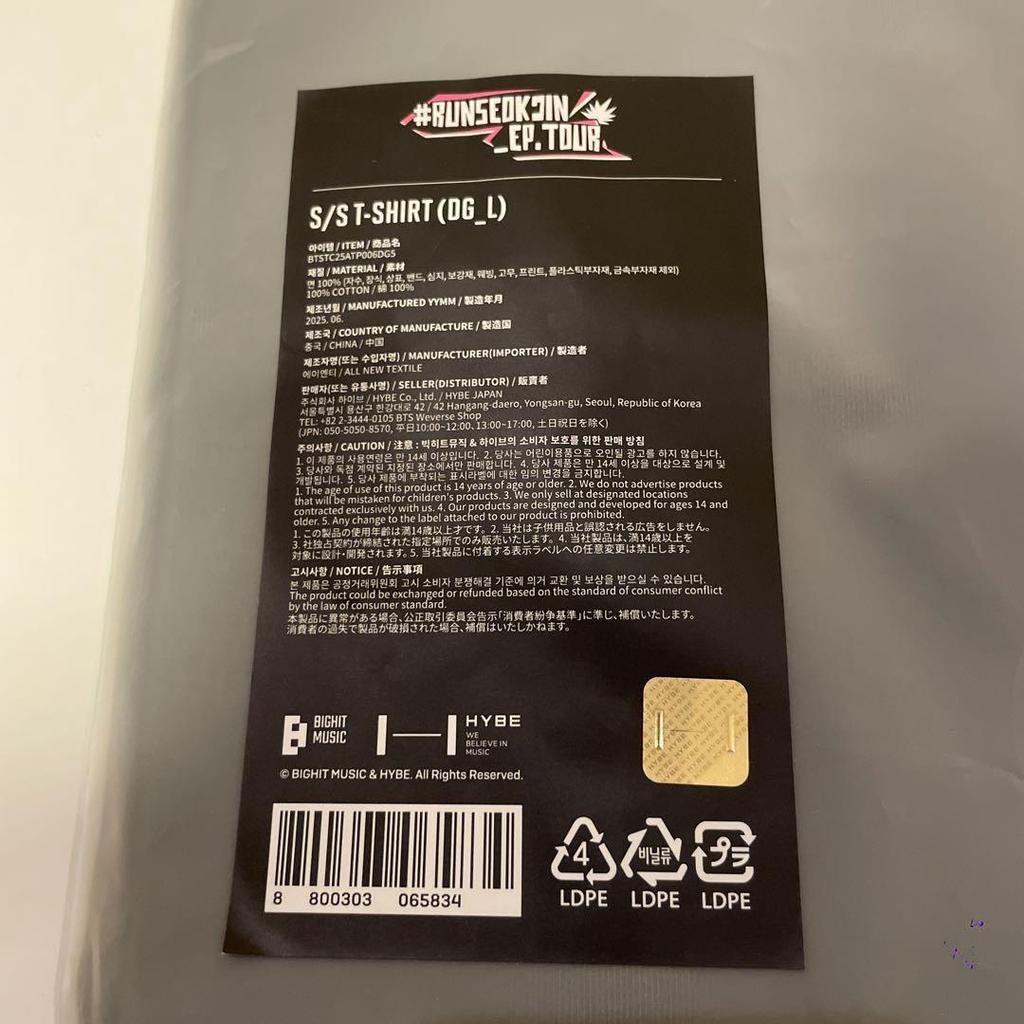 #RUNSEOKJIN
_EP.TOUR
S/S T-SHIRT (DG_L)
아이템 / ITEM / 商品名
BTSTC25ATP006DG5
재질 / MATERIAL / 素材
면 100% (자수, 장식, 상표, 밴드, 심지, 보강재, 웨빙, 고무, 프린트, 플라스틱부자재, 금속부자재 제외)
100% COTTON / 綿 100%
제조년월 / MANUFACTURED YYMM / 製造年月
2025. 06.
제조국 / COUNTRY OF MANUFACTURE / 製造国
중국 / CHINA / 中国
제조자명(또는 수입자명) / MANUFACTURER(IMPORTER) / 製造者
에이엔티 / ALL NEW TEXTILE
판매자(또는 유통사명) / SELLER(DISTRIBUTOR) / 販賣者
주식회사 하이브 / HYBE Co., Ltd. / HYBE JAPAN
서울특별시 용산구 한강대로 42 / 42 Hangang-daero, Yongsan-gu, Seoul, Republic of Korea
TEL: +82 2-3444-0105 BTS Weverse Shop
(JPN: 050-5050-8570, 平日10:00~12:00、13:00~17:00, 土日祝日を除く)
주의사항 / CAUTION / 注意 : 빅히트뮤직 & 하이브의 소비자 보호를 위한 판매 방침
1. 이 제품의 사용연령은 만 14세 이상입니다. 2. 당사는 어린이용품으로 오인될 광고를 하지 않습니다.
3. 당사와 독점 계약된 지정된 장소에서만 판매합니다. 4. 당사 제품은 만 14세 이상을 대상으로 설계 및
개발됩니다. 5. 당사 제품에 부착되는 표시라벨에 대한 임의 변경을 금지합니다.
1. The age of use of this product is 14 years of age or older. 2. We do not advertise products
that will be mistaken for children's products. 3. We only sell at designated locations
contracted exclusively with us. 4. Our products are designed and developed for ages 14 and
older. 5. Any change to the label attached to our product is prohibited.
1. この製品の使用年齢は満14歳以上才です。2. 当社は子供用品と誤認される広告をしません。
3. 社独占契約が締結された指定場所でのみ販売いたします。4. 当社製品は、満14歳以上を
対象に設計・開発されます。5. 当社製品に付着する表示ラベルへの任意変更は禁止します。
고시사항 / NOTICE / 告示事項
본 제품은 공정거래위원회 고시 소비자 분쟁해결 기준에 의거 교환 및 보상을 받으실 수 있습니다.
The product could be exchanged or refunded based on the standard of consumer conflict
by the law of consumer standard.
本製品に異常がある場合、公正取引委員会告示「消費者紛争基準」に準じ、補償いたします。
消費者の過失で製品が破損された場合、補償はいたしかねます。
BIGHIT
MUSIC
HYBE
WE
BELIEVE IN
MUSIC
© BIGHIT MUSIC & HYBE. All Rights Reserved.
8 800303 065834
4
LDPE
비닐류
LDPE
プラ
LDPE